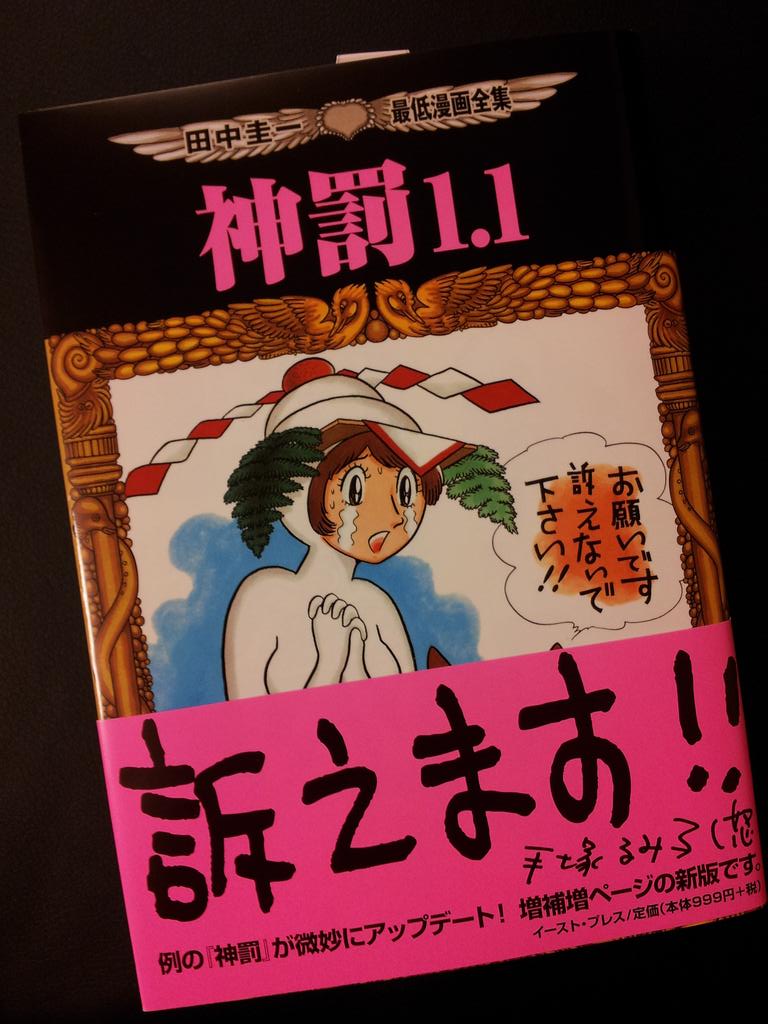 田中圭一 最低漫画全集
神罰1.1
お願いです
訴えないで
下さい!!
訴えます!!
手塚るみ子(怒)
例の『神罰』が微妙にアップデート! 増補増ページの新版です。
イースト・プレス/定価(本体999円+税)